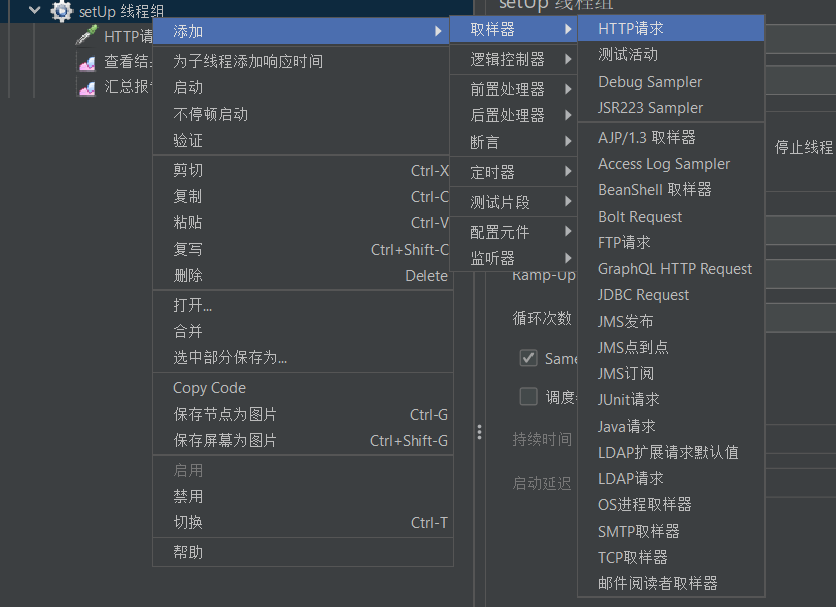 setUp 线程组
HTTP请
查看结
汇总报
添加
为子线程添加响应时间
启动
不停顿启动
验证
剪切 Ctrl-X
复制 Ctrl-C
粘贴 Ctrl-V
复写 Ctrl+Shift-C
删除 Delete
打开...
合并
选中部分保存为...
Copy Code
保存节点为图片 Ctrl-G
保存屏幕为图片 Ctrl+Shift-G
启用
禁用
切换 Ctrl-T
帮助
取样器
逻辑控制器
前置处理器
后置处理器
断言
定时器
测试片段
配置元件
监听器
HTTP请求
测试活动
Debug Sampler
JSR223 Sampler
AJP/1.3 取样器
Access Log Sampler
BeanShell 取样器
Bolt Request
FTP请求
GraphQL HTTP Request
JDBC Request
JMS发布
JMS点到点
JMS订阅
JUnit请求
Java请求
LDAP扩展请求默认值
LDAP请求
OS进程取样器
SMTP取样器
TCP取样器
邮件阅读者取样器
setUp 线程组
停止线程
Ramp-Up
循环次数
Same
调度
持续时间
启动延迟